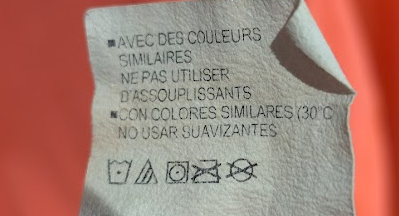 ▪AVEC DES COULEURS
SIMILAIRES
NE PAS UTILISER
D'ASSOUPLISSANTS
▪CON COLORES SIMILARES (30°C
NO USAR SUAVIZANTES